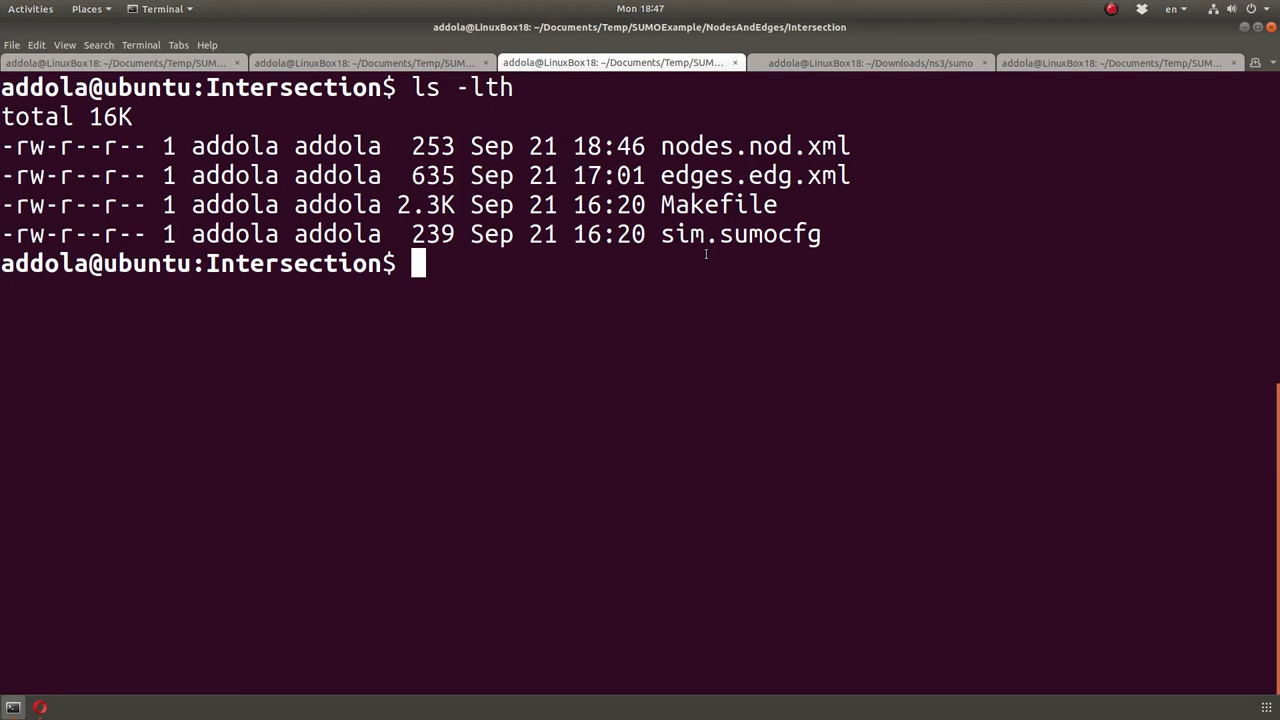 Activities Places Terminal Mon 18:47 en
addola@LinuxBox18: ~/Documents/Temp/SUMOExample/NodesAndEdges/Intersection
File Edit View Search Terminal Tabs Help
addola@LinuxBox18: ~/Documents/Temp/SUM... × addola@LinuxBox18: ~/Documents/Temp/SUM... × addola@LinuxBox18: ~/Documents/Temp/SUM... × addola@LinuxBox18: ~/Downloads/ns3/sumo × addola@LinuxBox18: ~/Documents/Temp/SUM... ×
addola@ubuntu:Intersection$ ls -lth
total 16K
-rw-r--r-- 1 addola addola 253 Sep 21 18:46 nodes.nod.xml
-rw-r--r-- 1 addola addola 635 Sep 21 17:01 edges.edg.xml
-rw-r--r-- 1 addola addola 2.3K Sep 21 16:20 Makefile
-rw-r--r-- 1 addola addola 239 Sep 21 16:20 sim.sumocfg
addola@ubuntu:Intersection$